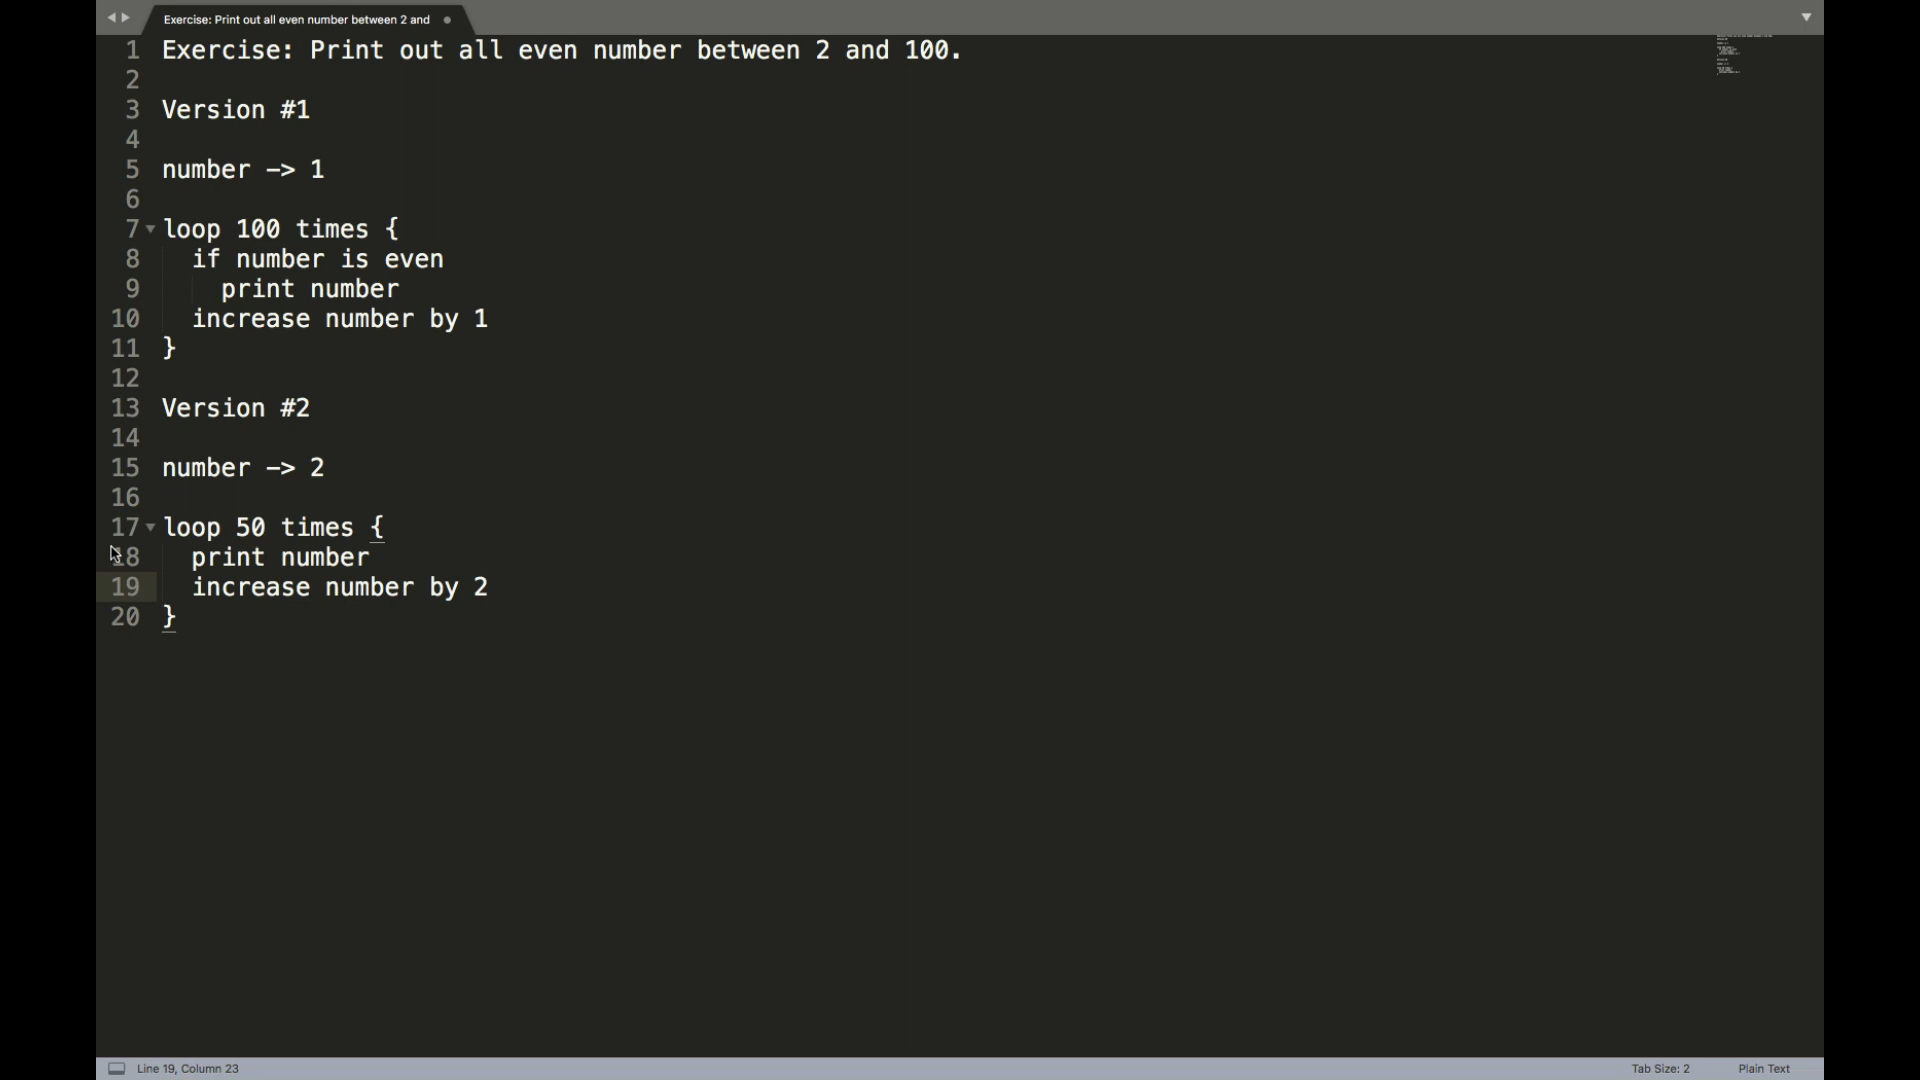 Exercise: Print out all even number between 2 and
1 Exercise: Print out all even number between 2 and 100.
2
3 Version #1
4
5 number -> 1
6
7 loop 100 times {
8 if number is even
9 print number
10 increase number by 1
11 }
12
13 Version #2
14
15 number -> 2
16
17 loop 50 times {
18 print number
19 increase number by 2
20 }
Line 19, Column 23
Tab Size: 2
Plain Text